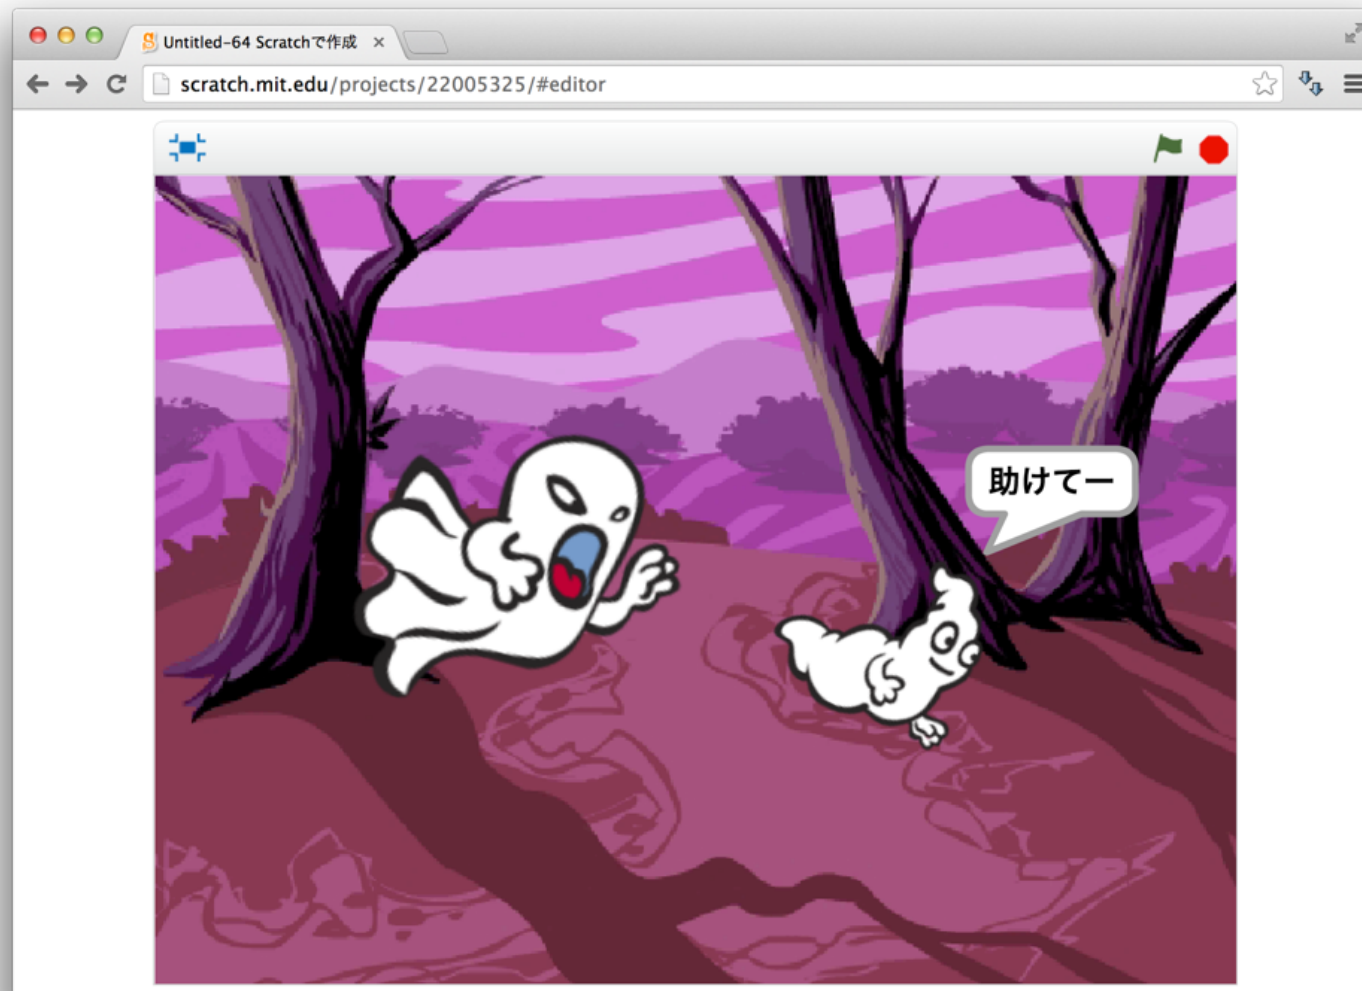 Untitled-64 Scratchで作成
scratch.mit.edu/projects/22005325/#editor
助けてー